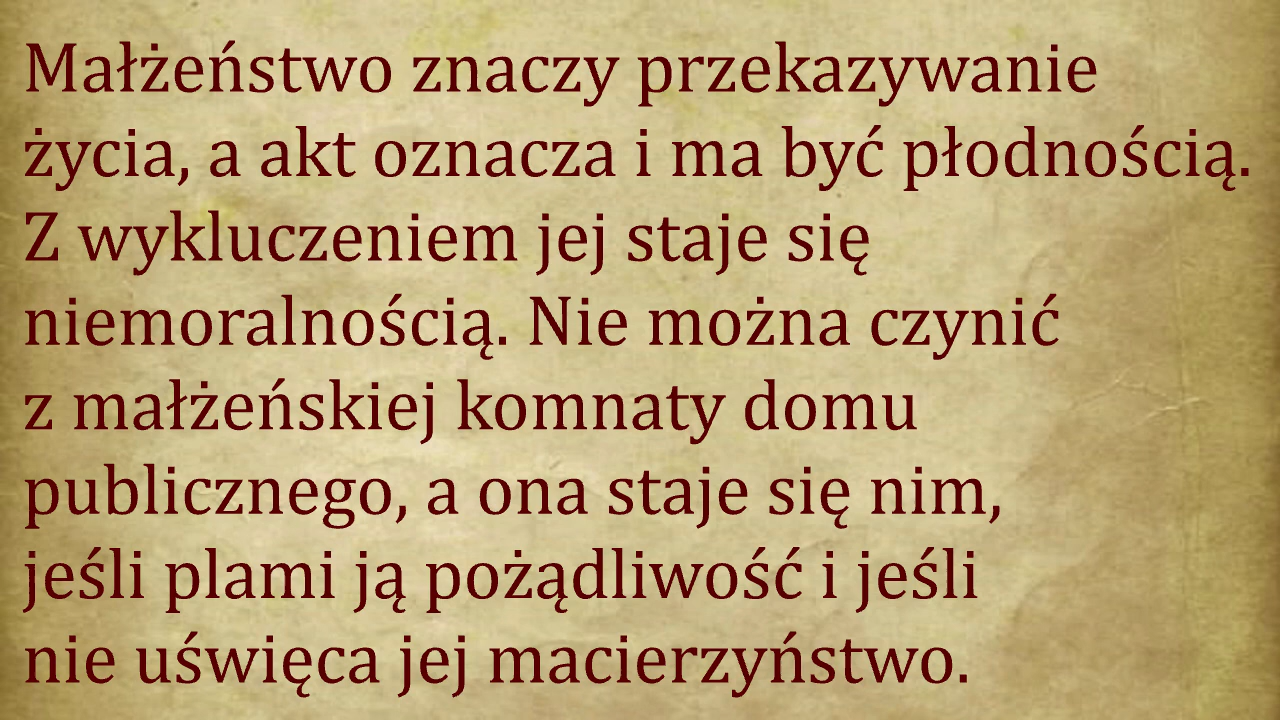 Małżeństwo znaczy przekazywanie
życia, a akt oznacza i ma być płodnością.
Z wykluczeniem jej staje się
niemoralnością. Nie można czynić
z małżeńskiej komnaty domu
publicznego, a ona staje się nim,
jeśli plami ją pożądliwość i jeśli
nie uświęca jej macierzyństwo.